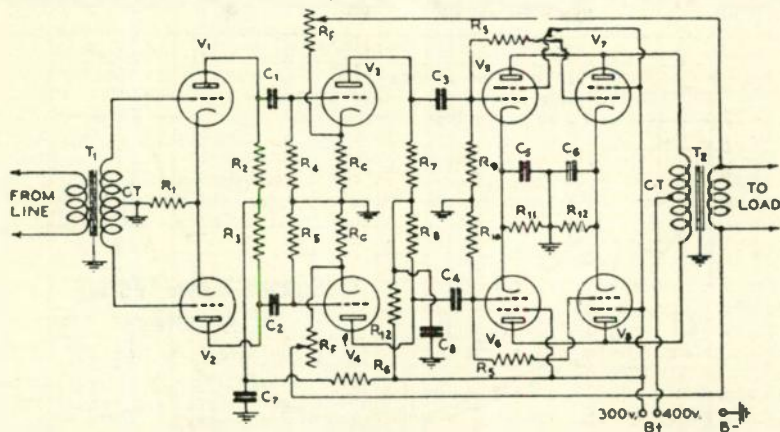 V1
C1
RF
V3
C3
R5
V5
V7
T1
T2
FROM
LINE
CT
R1
R2
R4
RC
R7
R9
C5
C6
CT
TO
LOAD
R3
R5
RC
R8
R10
R11
R12
C2
C4
V2
RF
V4
R12
C8
V6
V8
R6
R5
C7
300V.
400V.
B+
B-